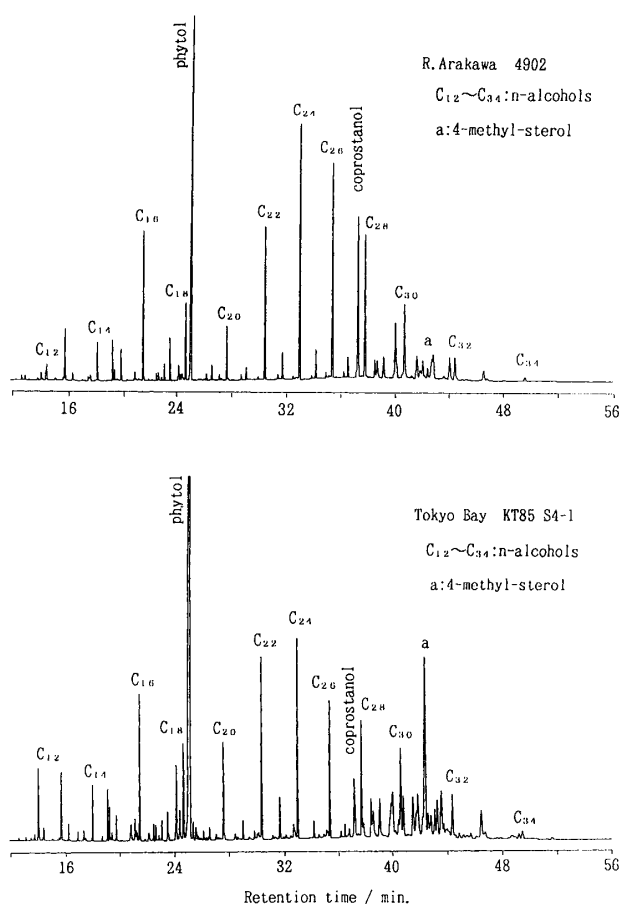 phytol
R.Arakawa 4902
C₁₂~C₃₄:n-alcohols
a:4-methyl-sterol
C₂₄
C₂₆
coprostanol
C₁₆
C₂₂
C₂₈
C₁₈
C₃₀
C₂₀
C₁₄
a
C₃₂
C₁₂
C₃₄
16 24 32 40 48 56
phytol
Tokyo Bay KT85 S4-1
C₁₂~C₃₄:n-alcohols
a:4-methyl-sterol
C₂₄
a
C₂₂
C₁₆
C₂₆
coprostanol
C₂₈
C₁₈
C₂₀
C₃₀
C₁₂
C₁₄
C₃₂
C₃₄
16 24 32 40 48 56
Retention time / min.